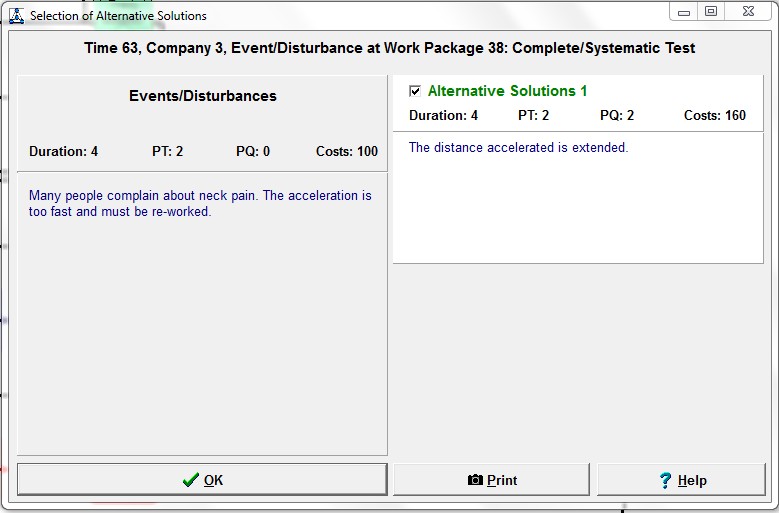 Selection of Alternative Solutions
Time 63, Company 3, Event/Disturbance at Work Package 38: Complete/Systematic Test
Events/Disturbances
Duration: 4 PT: 2 PQ: 0 Costs: 100
Many people complain about neck pain. The acceleration is
too fast and must be re-worked.
Alternative Solutions 1
Duration: 4 PT: 2 PQ: 2 Costs: 160
The distance accelerated is extended.
OK
Print
? Help